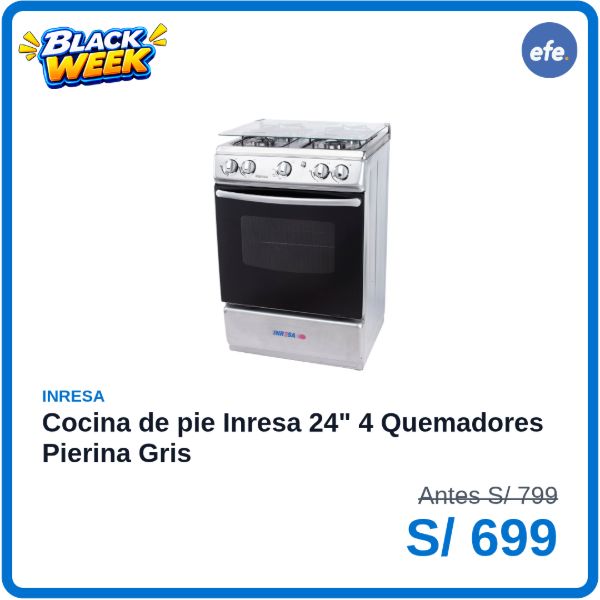 BLACK
WEEK
efe.
INRESA
INRESA
Cocina de pie Inresa 24" 4 Quemadores
Pierina Gris
Antes S/ 799
S/ 699